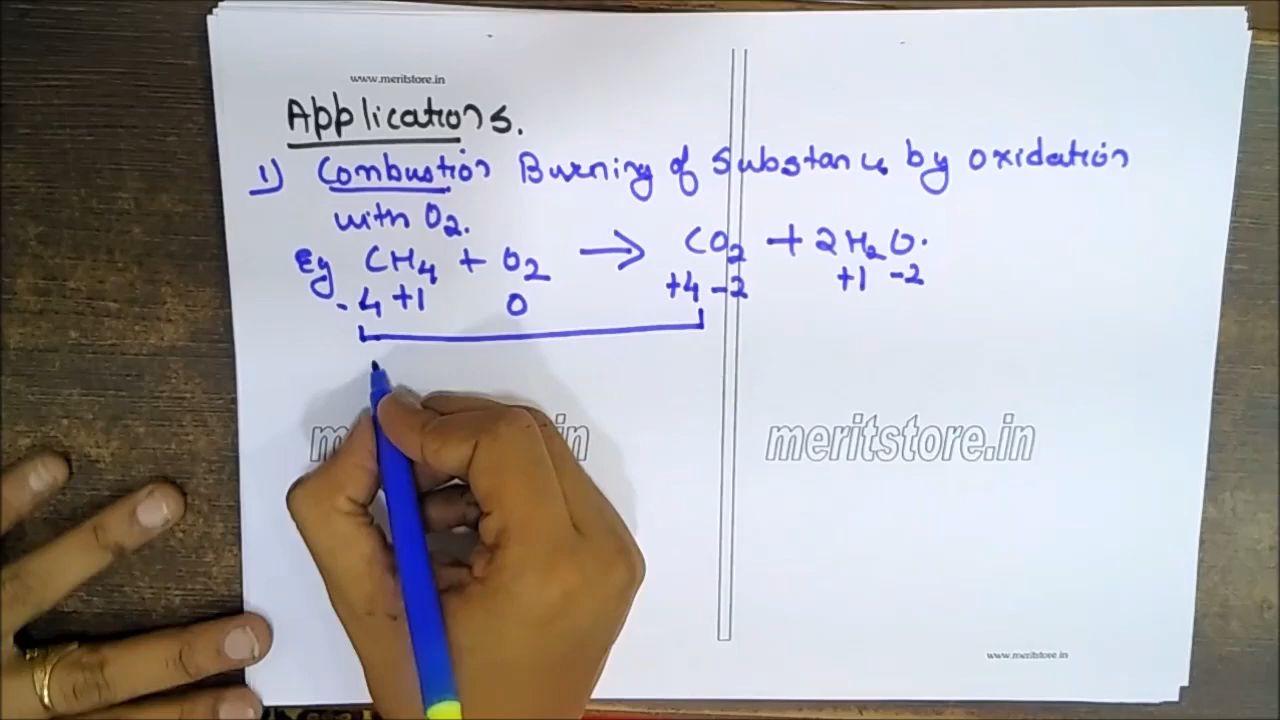 www.meritstore.in
Applications.
1) Combustion Burning of Substance by oxidation
with O2.
Eg CH4 + O2 → CO2 + 2H2O.
-4 +1 0 +4 -2 +1 -2
m in meritstore.in
www.meritstore.in